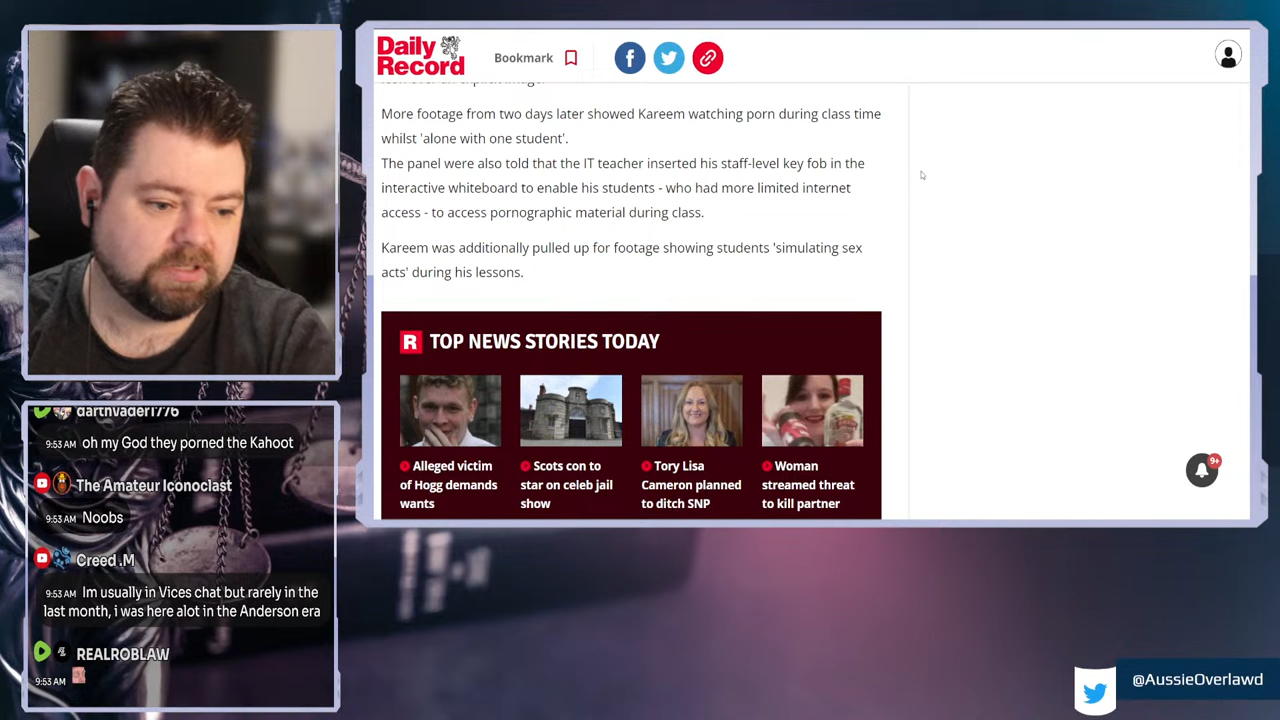 Daily
Record
Bookmark
More footage from two days later showed Kareem watching porn during class time
whilst 'alone with one student'.
The panel were also told that the IT teacher inserted his staff-level key fob in the
interactive whiteboard to enable his students - who had more limited internet
access - to access pornographic material during class.
Kareem was additionally pulled up for footage showing students 'simulating sex
acts' during his lessons.
R TOP NEWS STORIES TODAY
Alleged victim
of Hogg demands
wants
Scots con to
star on celeb jail
show
Tory Lisa
Cameron planned
to ditch SNP
Woman
streamed threat
to kill partner
9+
darthvader1776
9:53 AM oh my God they porned the Kahoot
The Amateur Iconoclast
9:53 AM Noobs
Creed .M
9:53 AM Im usually in Vices chat but rarely in the
last month, i was here alot in the Anderson era
REALROBLAW
9:53 AM
@AussieOverlawd